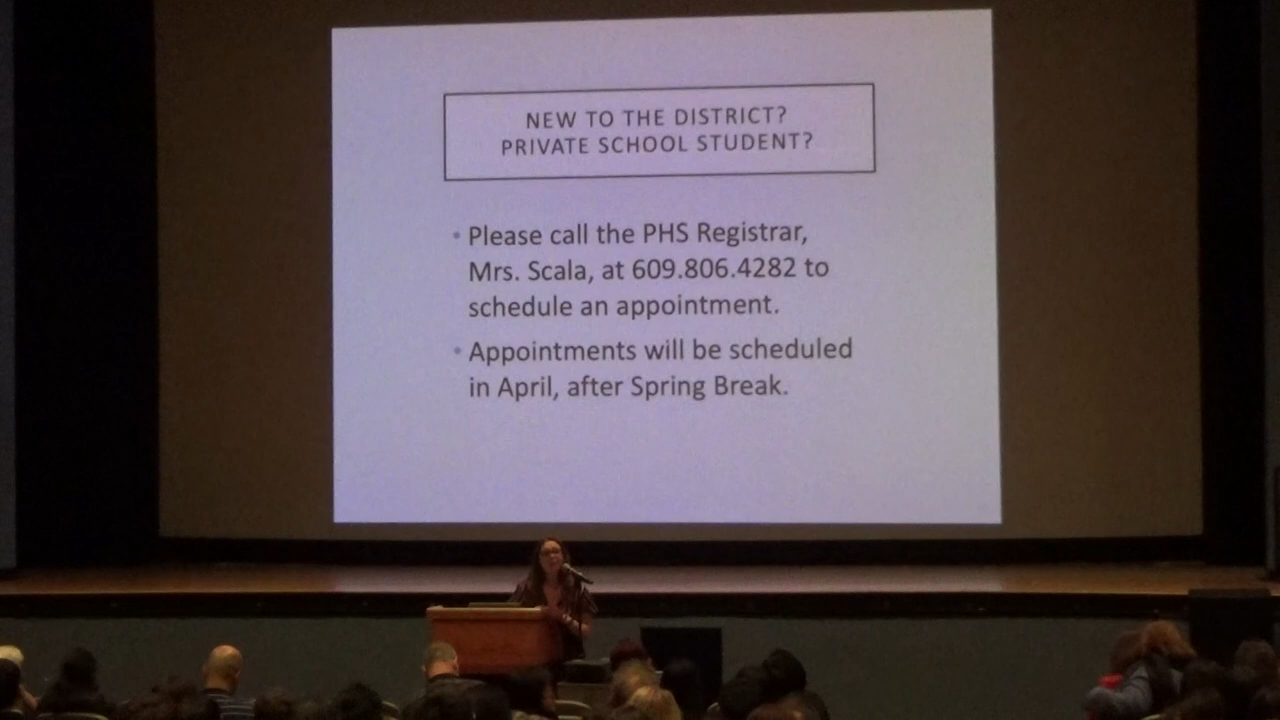 NEW TO THE DISTRICT?
PRIVATE SCHOOL STUDENT?
• Please call the PHS Registrar,
Mrs. Scala, at 609.806.4282 to
schedule an appointment.
• Appointments will be scheduled
in April, after Spring Break.